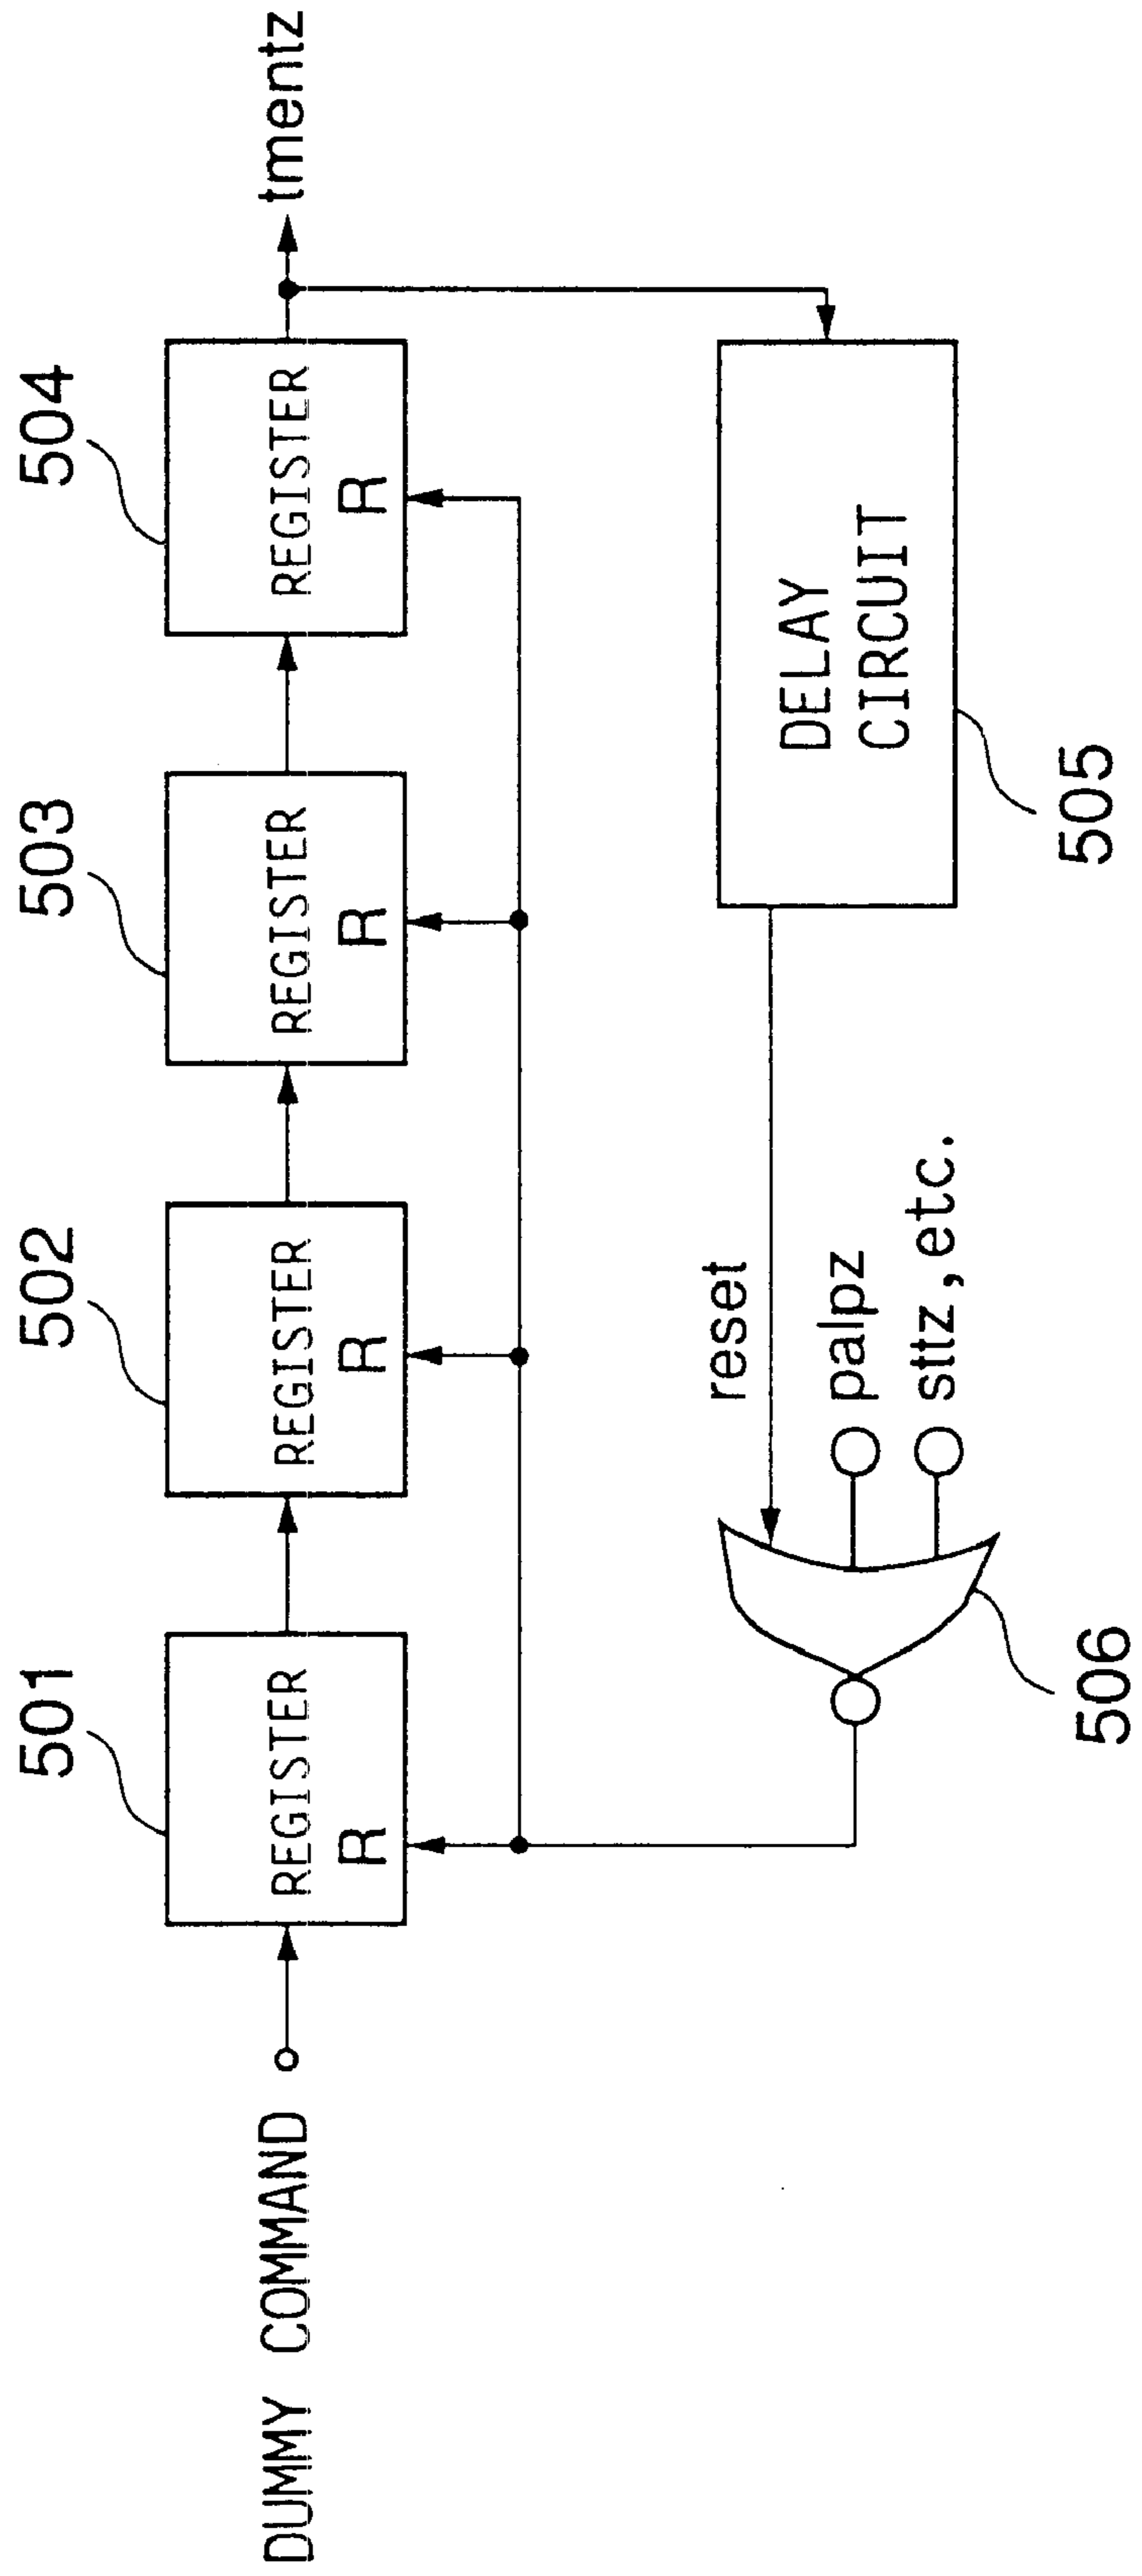 501
502
503
504
DUMMY COMMAND
REGISTER
R
REGISTER
R
REGISTER
R
REGISTER
R
tmentz
reset
palpz
sttz, etc.
DELAY
CIRCUIT
506
505